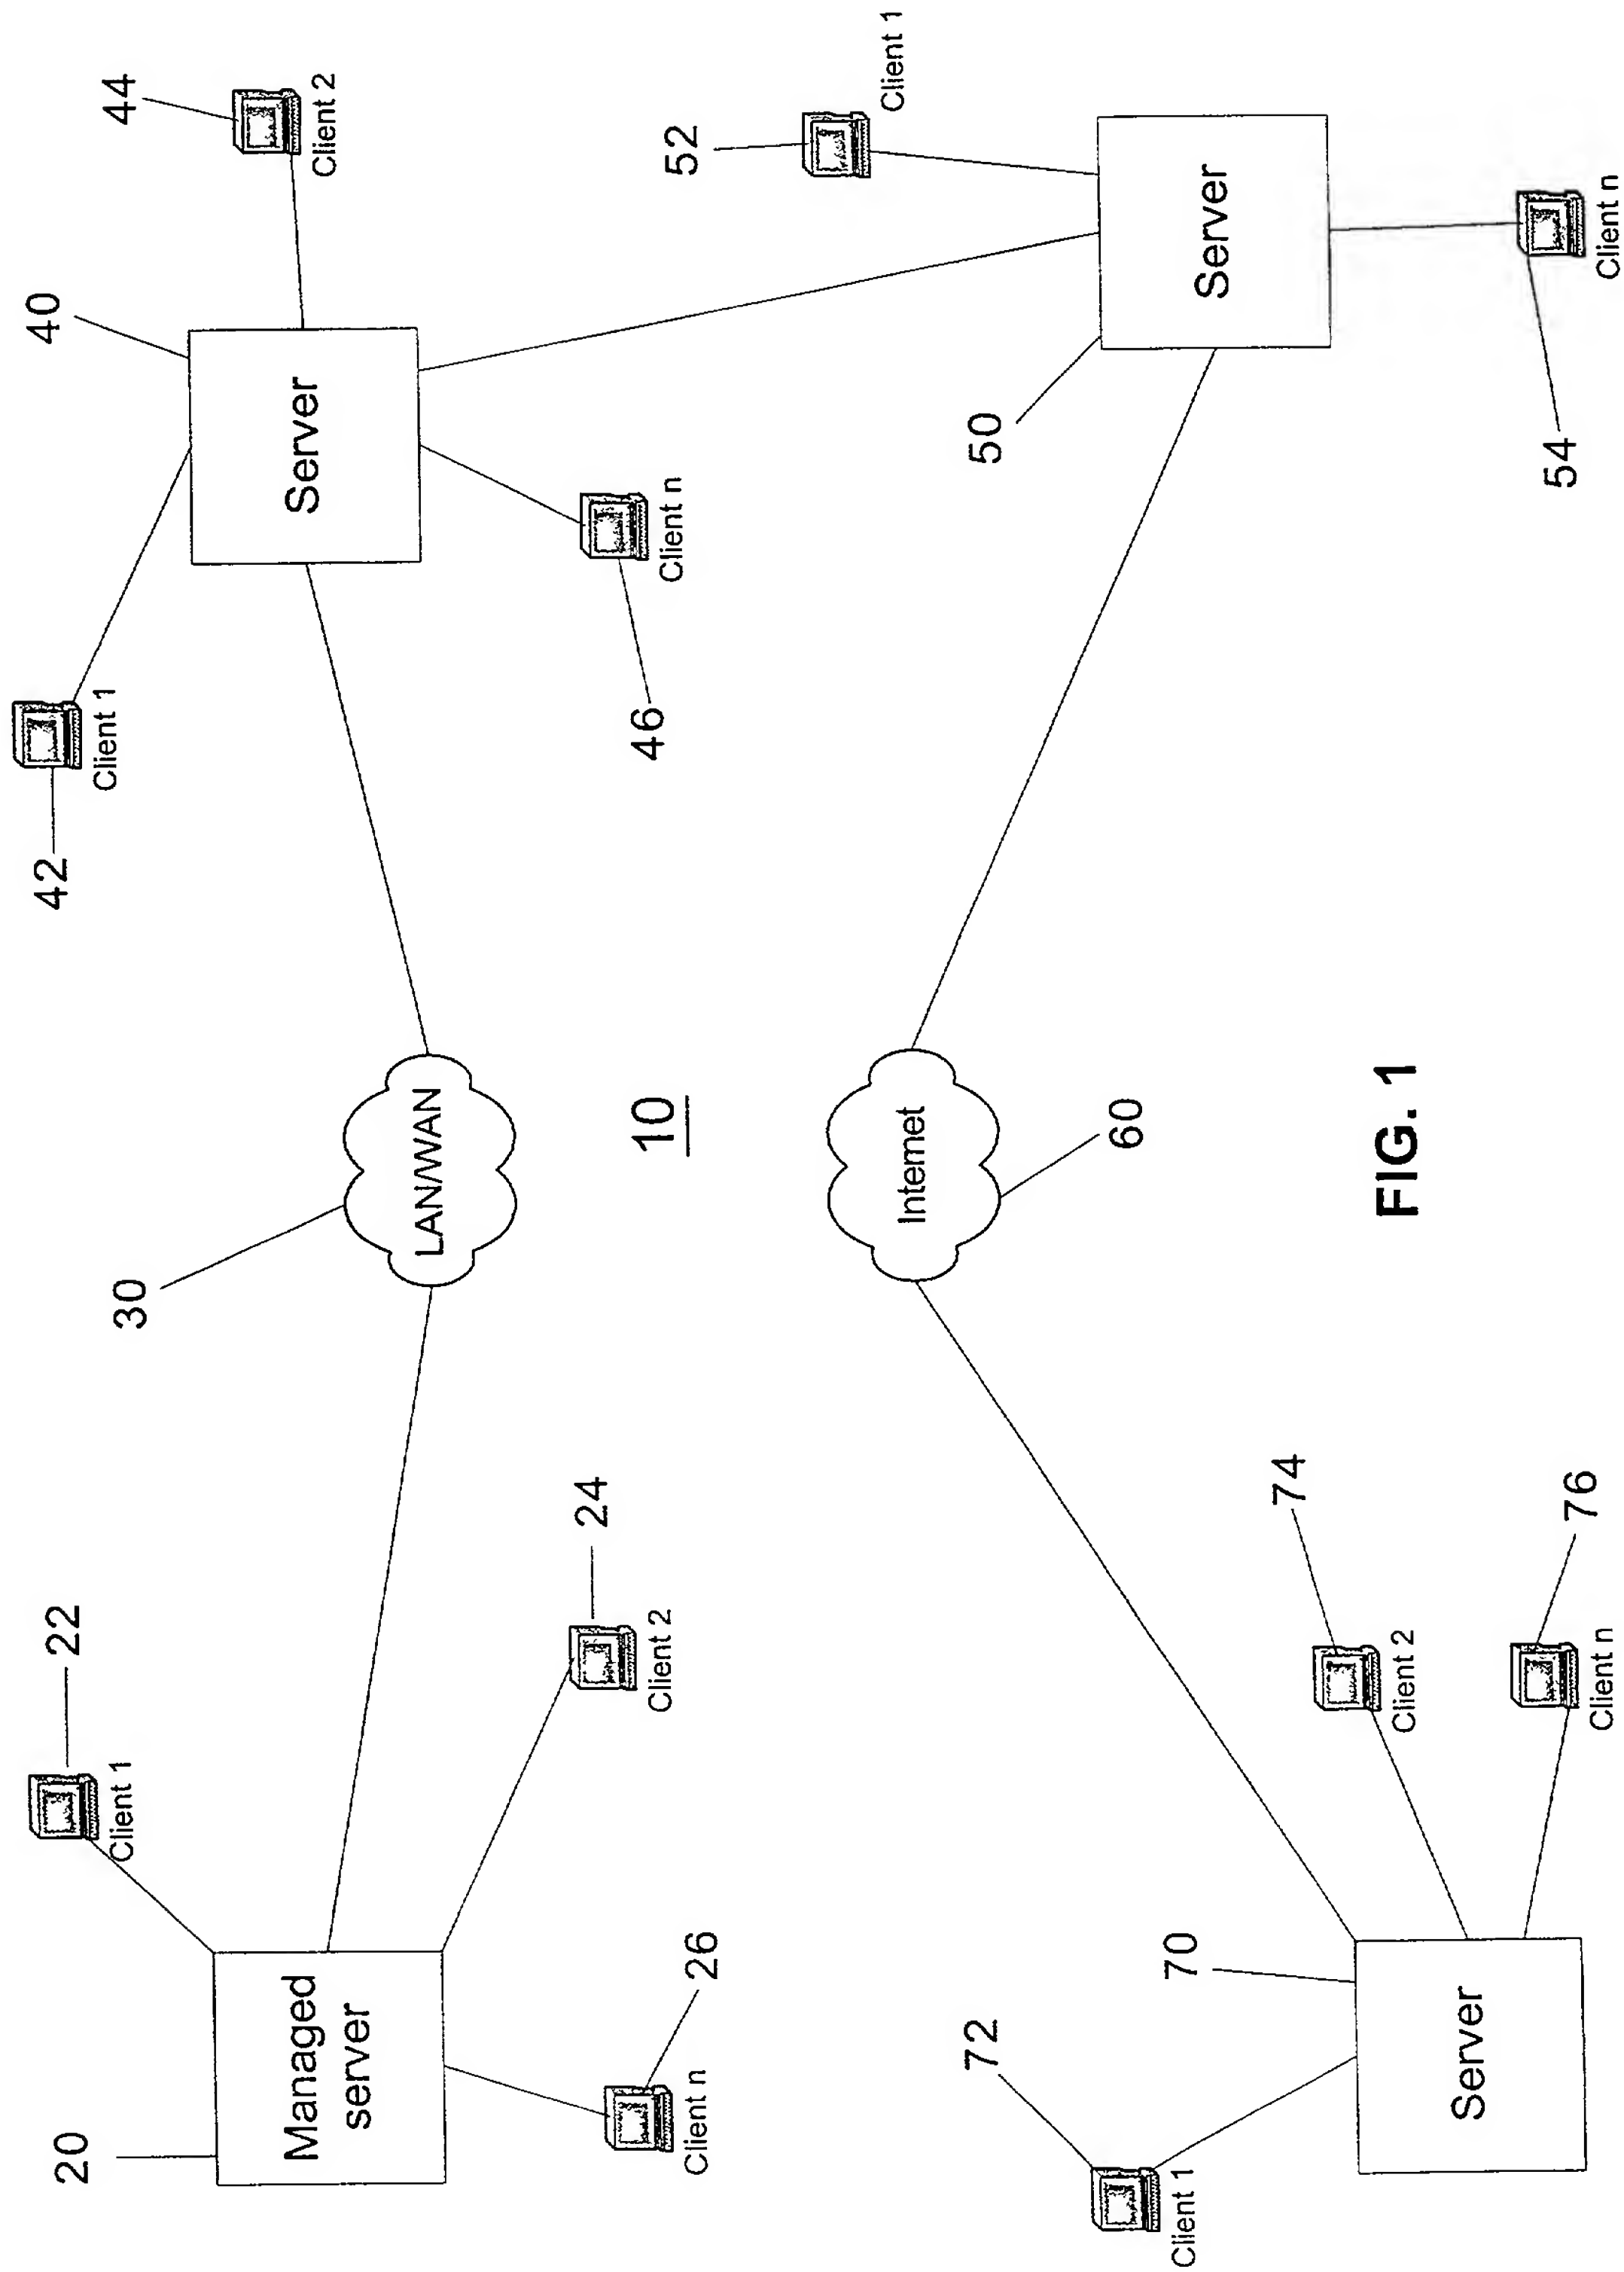 22
Client 1
20
Managed
server
24
Client 2
26
Client n
30
LAN/WAN
10
42
Client 1
40
Server
44
Client 2
46
Client n
52
Client 1
50
Server
54
Client n
Internet
60
70
Server
72
Client 1
74
Client 2
76
Client n
FIG. 1